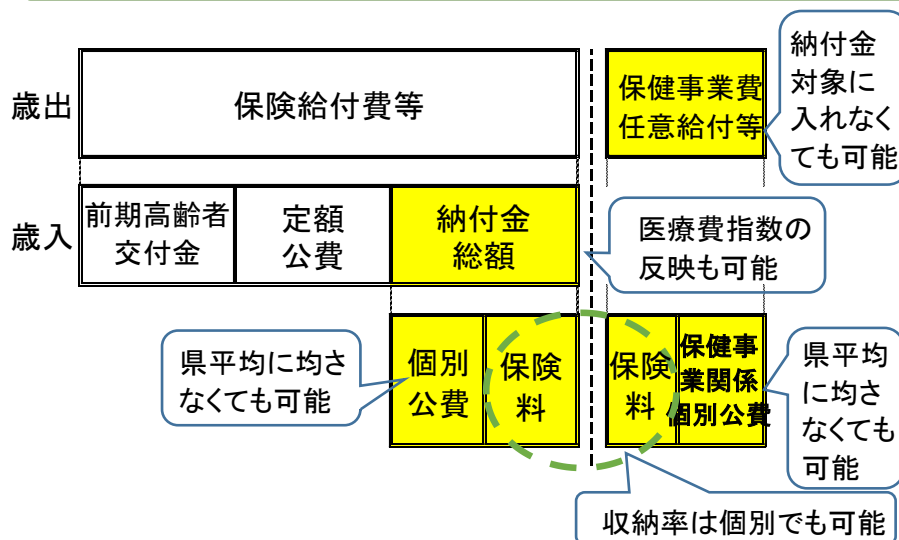 歳出
保険給付費等
保健事業費
任意給付等
納付金
対象に
入れなく
ても可能
歳入
前期高齢者
交付金
定額
公費
納付金
総額
医療費指数の
反映も可能
県平均に均さ
なくても可能
個別
公費
保険
料
保険
料
保健事
業関係
個別公費
県平均
に均さ
なくても
可能
収納率は個別でも可能